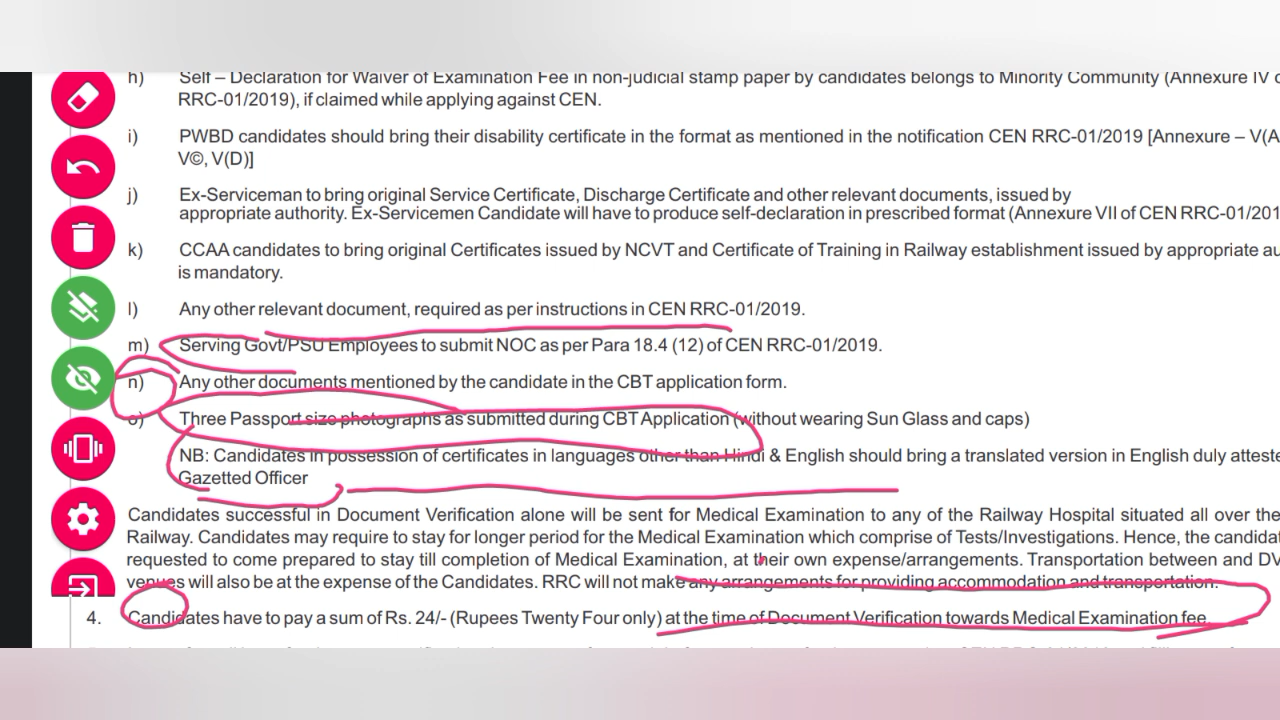 h) Self – Declaration for Waiver of Examination Fee in non-judicial stamp paper by candidates belongs to Minority Community (Annexure IV
RRC-01/2019), if claimed while applying against CEN.
i) PWBD candidates should bring their disability certificate in the format as mentioned in the notification CEN RRC-01/2019 [Annexure – V(A
V©, V(D)]
j) Ex-Serviceman to bring original Service Certificate, Discharge Certificate and other relevant documents, issued by
appropriate authority. Ex-Servicemen Candidate will have to produce self-declaration in prescribed format (Annexure VII of CEN RRC-01/201
k) CCAA candidates to bring original Certificates issued by NCVT and Certificate of Training in Railway establishment issued by appropriate au
is mandatory.
l) Any other relevant document, required as per instructions in CEN RRC-01/2019.
m) Serving Govt/PSU Employees to submit NOC as per Para 18.4 (12) of CEN RRC-01/2019.
n) Any other documents mentioned by the candidate in the CBT application form.
o) Three Passport size photographs as submitted during CBT Application (without wearing Sun Glass and caps)
NB: Candidates in possession of certificates in languages other than Hindi & English should bring a translated version in English duly atteste
Gazetted Officer
Candidates successful in Document Verification alone will be sent for Medical Examination to any of the Railway Hospital situated all over the
Railway. Candidates may require to stay for longer period for the Medical Examination which comprise of Tests/Investigations. Hence, the candida
requested to come prepared to stay till completion of Medical Examination, at their own expense/arrangements. Transportation between and DV
venues will also be at the expense of the Candidates. RRC will not make any arrangements for providing accommodation and transportation.
4. Candidates have to pay a sum of Rs. 24/- (Rupees Twenty Four only) at the time of Document Verification towards Medical Examination fee.